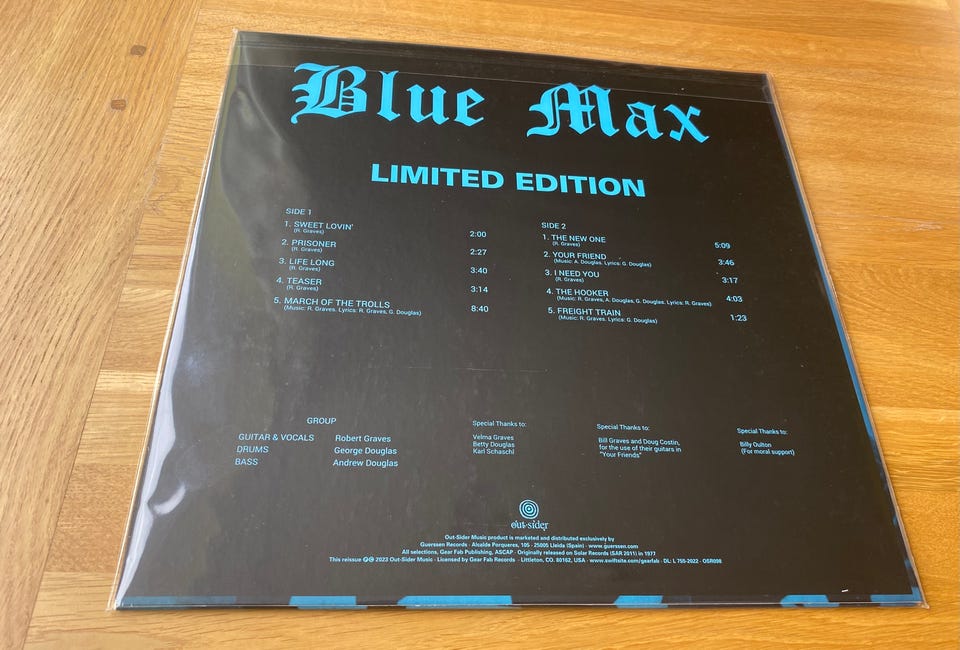 Blue Max
LIMITED EDITION
SIDE 1
1. SWEET LOVIN'
(R. Graves)
2:00
2. PRISONER
(R. Graves)
2:27
3. LIFE LONG
(R. Graves)
3:40
4. TEASER
(R. Graves)
3:14
5. MARCH OF THE TROLLS
(Music: R. Graves. Lyrics: R. Graves, G. Douglas)
8:40
SIDE 2
1. THE NEW ONE
(R. Graves)
5:09
2. YOUR FRIEND
(Music: A. Douglas. Lyrics: G. Douglas)
3:46
3. I NEED YOU
(R. Graves)
3:17
4. THE HOOKER
(Music: R. Graves, A. Douglas, G. Douglas. Lyrics: R. Graves)
4:03
5. FREIGHT TRAIN
(Music: R. Graves. Lyrics: G. Douglas)
1:23
GROUP
GUITAR & VOCALS Robert Graves
DRUMS George Douglas
BASS Andrew Douglas
Special Thanks to:
Velma Graves
Betty Douglas
Karl Schaschl
Special Thanks to:
Bill Graves and Doug Costin,
for the use of their guitars in
"Your Friends"
Special Thanks to:
Billy Oulton
(For moral support)
out-sider
Out-Sider Music product is marketed and distributed exclusively by
Guerssen Records · Alcalde Porqueres, 105 · 25005 Lleida (Spain) · www.guerssen.com
All selections, Gear Fab Publishing, ASCAP · Originally released on Solar Records (SAR 2011) in 1977
This reissue ℗© 2023 Out-Sider Music · Licensed by Gear Fab Records · Littleton, CO. 80162, USA · www.swiftsite.com/gearfab · DL: L 755-2022 · OSR098